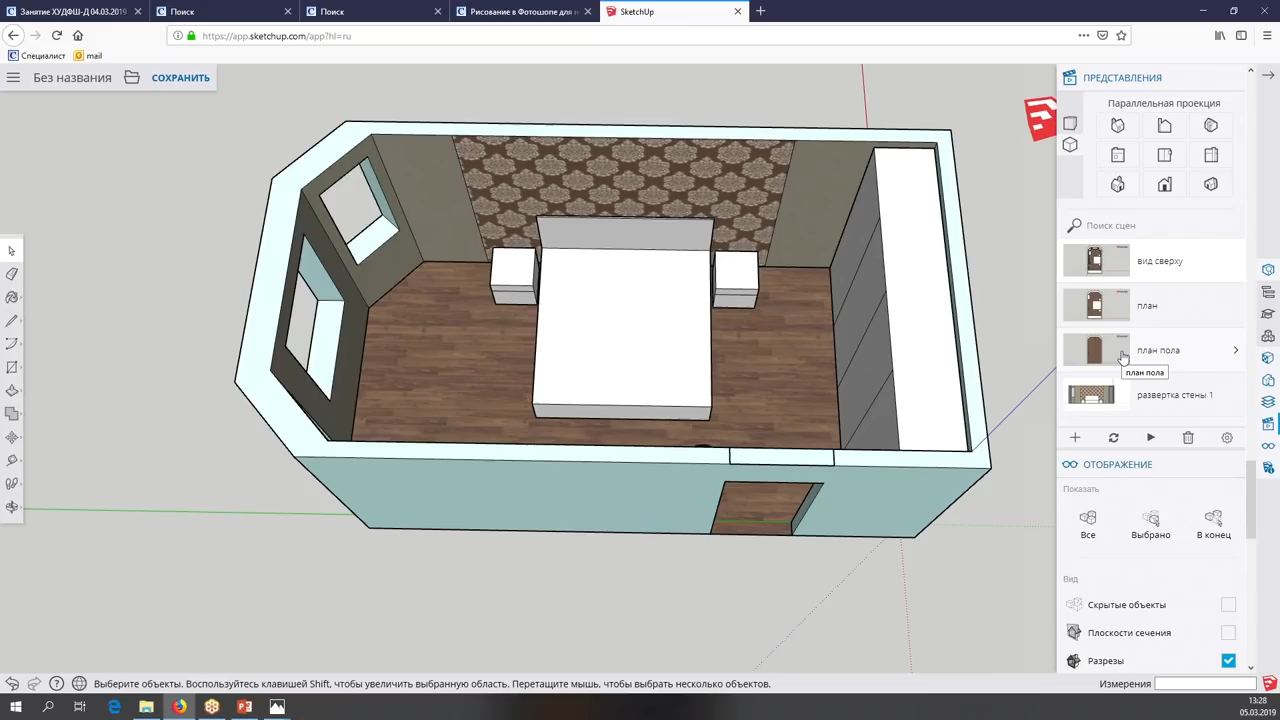 Занятие ХУДФШ-Д 04.03.2019
Поиск
Поиск
Рисование в Фотошопе для н
SketchUp
https://app.sketchup.com/app?hl=ru
Специалист
mail
Без названия
СОХРАНИТЬ
ПРЕДСТАВЛЕНИЯ
Параллельная проекция
Поиск сцен
вид сверху
план
план пола
план пола
развертка стены 1
ОТОБРАЖЕНИЕ
Показать
Все
Выбрано
В конец
Вид
Скрытые объекты
Плоскости сечения
Разрезы
Выберите объекты. Воспользуйтесь клавишей Shift, чтобы увеличить выбранную область. Перетащите мышь, чтобы выбрать несколько объектов.
Измерения
13:28
05.03.2019